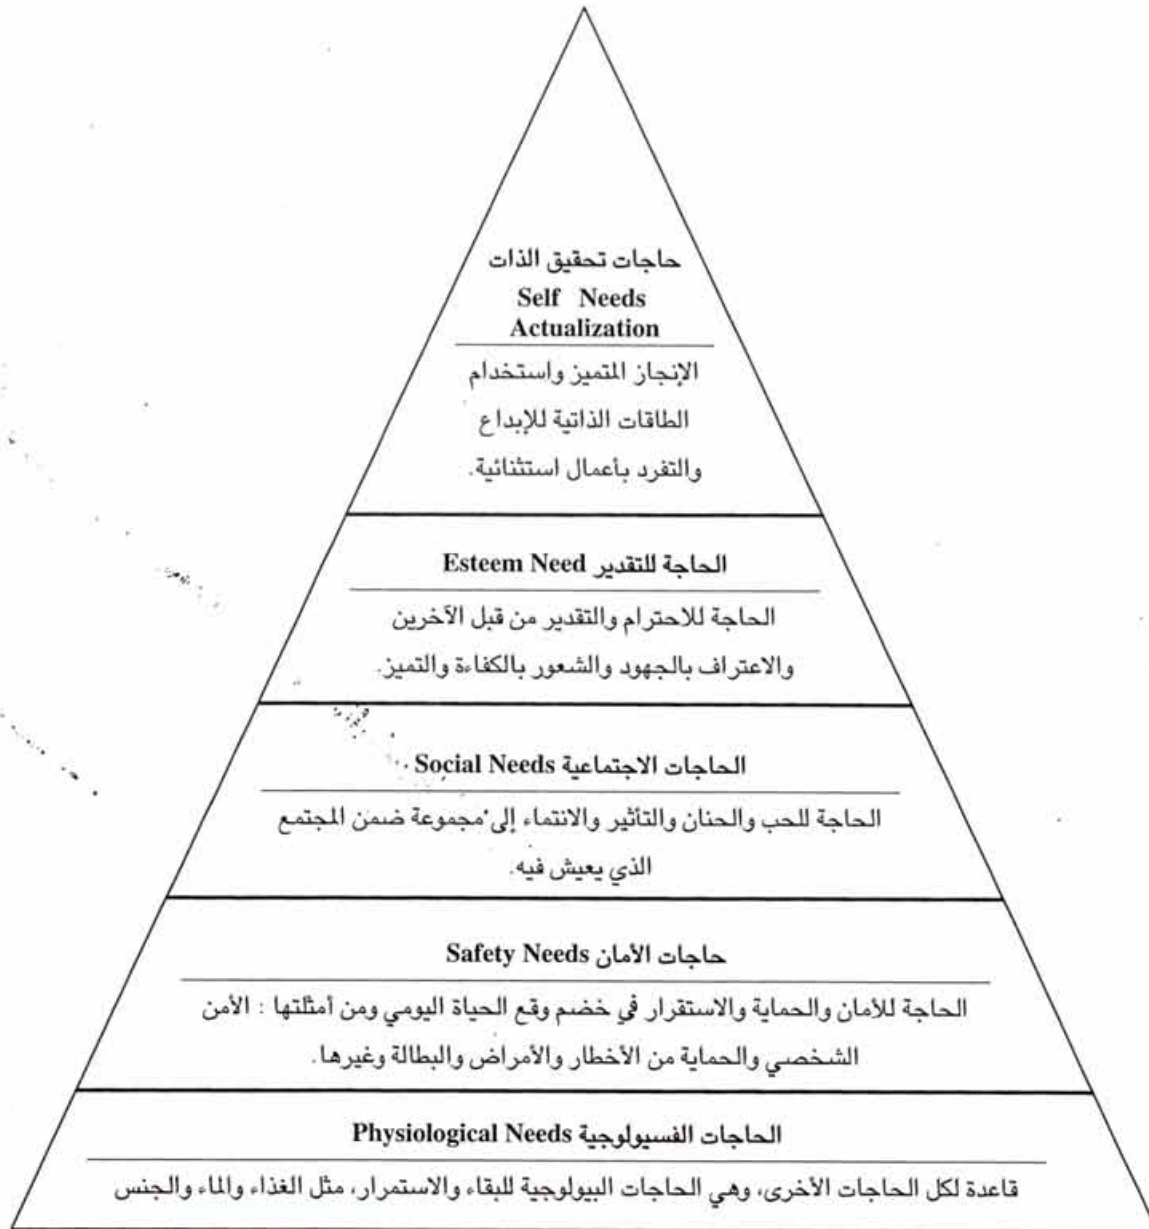 حاجات تحقيق الذات
Self Needs
Actualization
الإنجاز المتميز واستخدام
الطاقات الذاتية للإبداع
والتفرد بأعمال استثنائية.
الحاجة للتقدير Esteem Need
الحاجة للاحترام والتقدير من قبل الآخرين
والاعتراف بالجهود والشعور بالكفاءة والتميز.
الحاجات الاجتماعية Social Needs
الحاجة للحب والحنان والتأثير والانتماء إلى مجموعة ضمن المجتمع
الذي يعيش فيه.
حاجات الأمان Safety Needs
الحاجة للأمان والحماية والاستقرار في خضم وقع الحياة اليومي ومن أمثلتها : الأمن
الشخصي والحماية من الأخطار والأمراض والبطالة وغيرها.
الحاجات الفسيولوجية Physiological Needs
قاعدة لكل الحاجات الأخرى، وهي الحاجات البيولوجية للبقاء والاستمرار، مثل الغذاء والماء والجنس